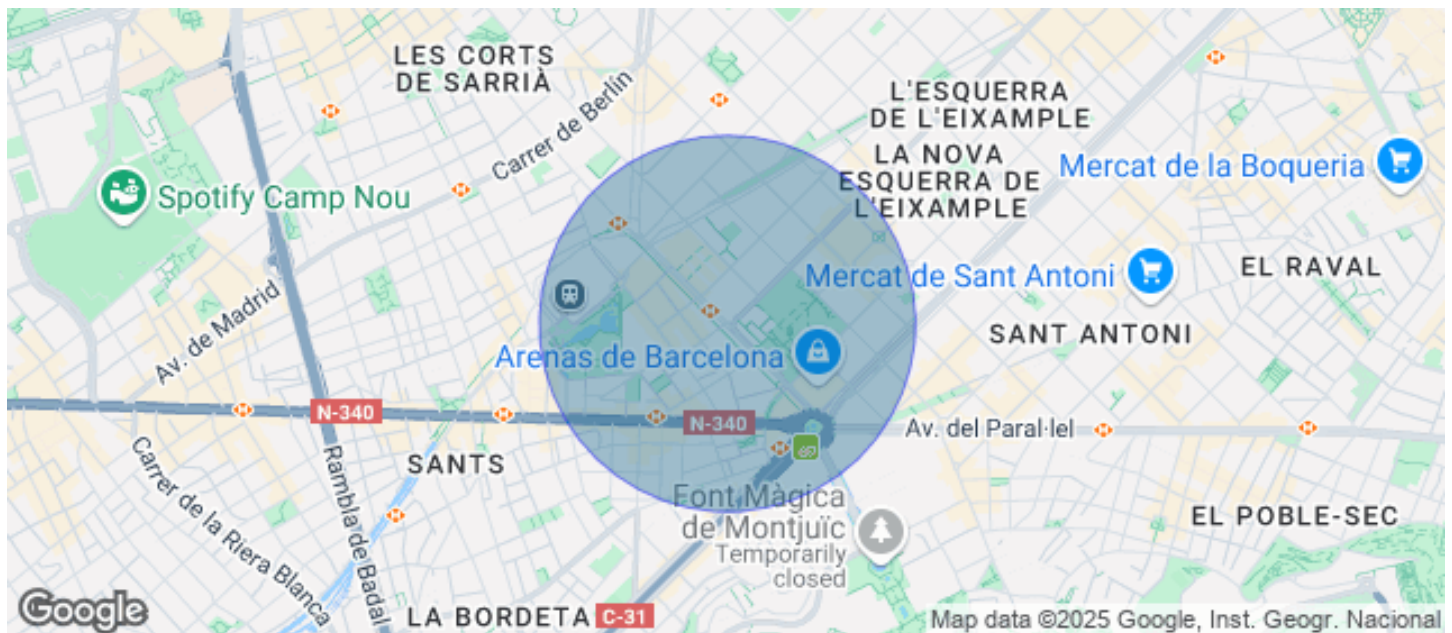 LES CORTS
DE SARRIÀ
Carrer de Berlín
L'ESQUERRA
DE L'EIXAMPLE
LA NOVA
ESQUERRA DE
L'EIXAMPLE
Mercat de la Boqueria
Spotify Camp Nou
Mercat de Sant Antoni
EL RAVAL
Av. de Madrid
SANT ANTONI
Arenas de Barcelona
N-340
N-340
Av. del Paral·lel
SANTS
Carrer de la Riera Blanca
Rambla de Badal
Font Màgica
de Montjuïc
Temporarily
closed
EL POBLE-SEC
LA BORDETA
C-31
Google
Map data ©2025 Google, Inst. Geogr. Nacional